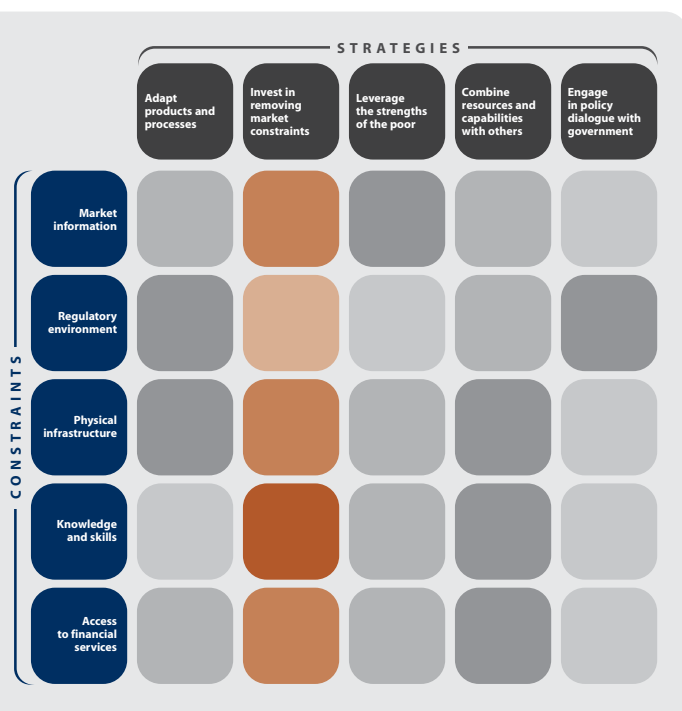 STRATEGIES
Adapt
products and
processes
Invest in
removing
market
constraints
Leverage
the strengths
of the poor
Combine
resources and
capabilities
with others
Engage
in policy
dialogue with
government
CONSTRAINTS
Market
information
Regulatory
environment
Physical
infrastructure
Knowledge
and skills
Access
to financial
services